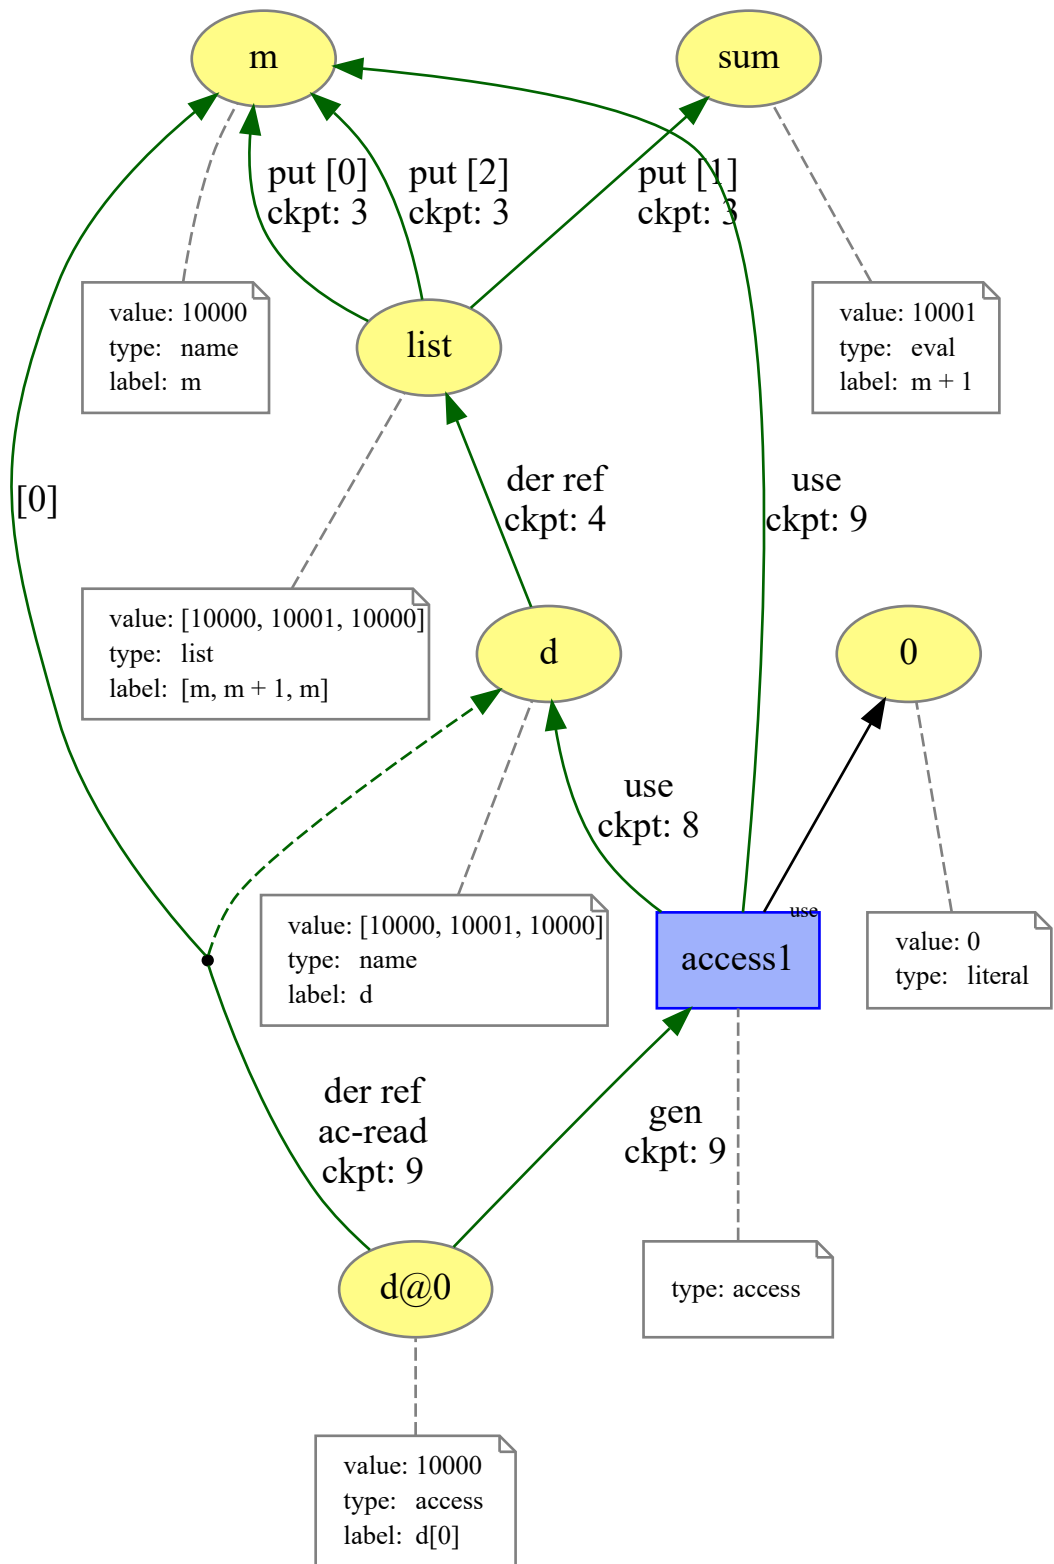 m
sum
put [0]
ckpt: 3
put [2]
ckpt: 3
put [1]
ckpt: 3
value: 10000
type: name
label: m
list
value: 10001
type: eval
label: m + 1
[0]
der ref
ckpt: 4
use
ckpt: 9
value: [10000, 10001, 10000]
type: list
label: [m, m + 1, m]
d
0
use
ckpt: 8
value: [10000, 10001, 10000]
type: name
label: d
use
access1
value: 0
type: literal
der ref
ac-read
ckpt: 9
gen
ckpt: 9
d@0
type: access
value: 10000
type: access
label: d[0]